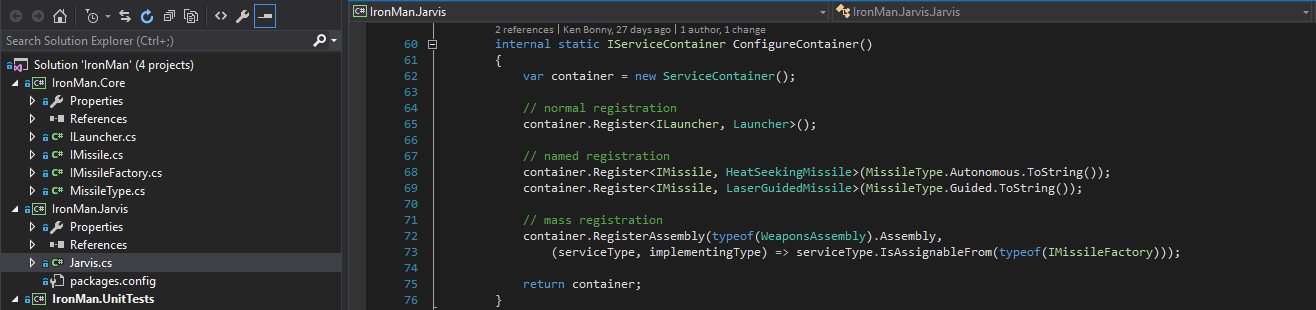 Search Solution Explorer (Ctrl+;)
Solution 'IronMan' (4 projects)
C# IronMan.Core
Properties
References
C# ILauncher.cs
C# IMissile.cs
C# IMissileFactory.cs
C# MissileType.cs
C# IronMan.Jarvis
Properties
References
C# Jarvis.cs
packages.config
C# IronMan.UnitTests
C# IronMan.Jarvis
IronMan.Jarvis.Jarvis
2 references | Ken Bonny, 27 days ago | 1 author, 1 change
60 internal static IServiceContainer ConfigureContainer()
61 {
62 var container = new ServiceContainer();
63
64 // normal registration
65 container.Register<ILauncher, Launcher>();
66
67 // named registration
68 container.Register<IMissile, HeatSeekingMissile>(MissileType.Autonomous.ToString());
69 container.Register<IMissile, LaserGuidedMissile>(MissileType.Guided.ToString());
70
71 // mass registration
72 container.RegisterAssembly(typeof(WeaponsAssembly).Assembly,
73 (serviceType, implementingType) => serviceType.IsAssignableFrom(typeof(IMissileFactory)));
74
75 return container;
76 }